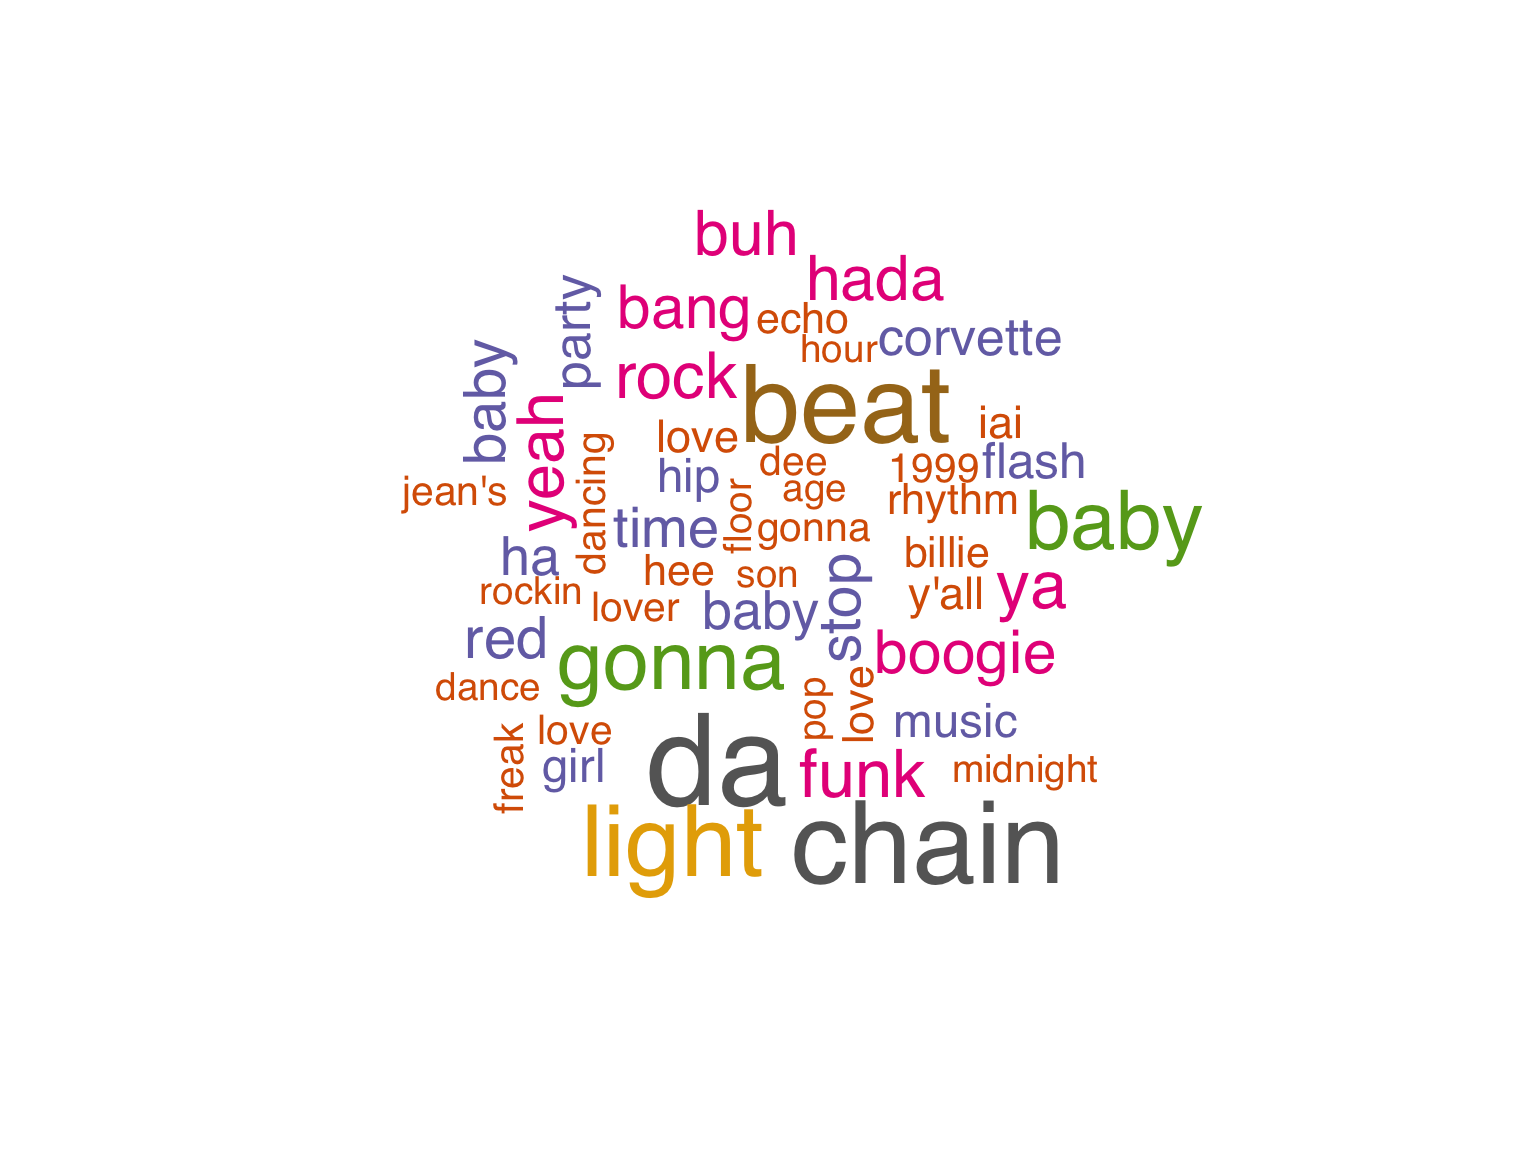 buh
hada
bang
party
echo
hour
corvette
baby
rock
beat
yeah
love
iai
dancing
hip
dee
1999
flash
jean's
age
rhythm
floor
time
gonna
baby
ha
billie
hee
son
stop
ya
rockin
lover
baby
y'all
red
gonna
boogie
dance
pop
love
freak
love
music
girl
da
funk
midnight
light
chain